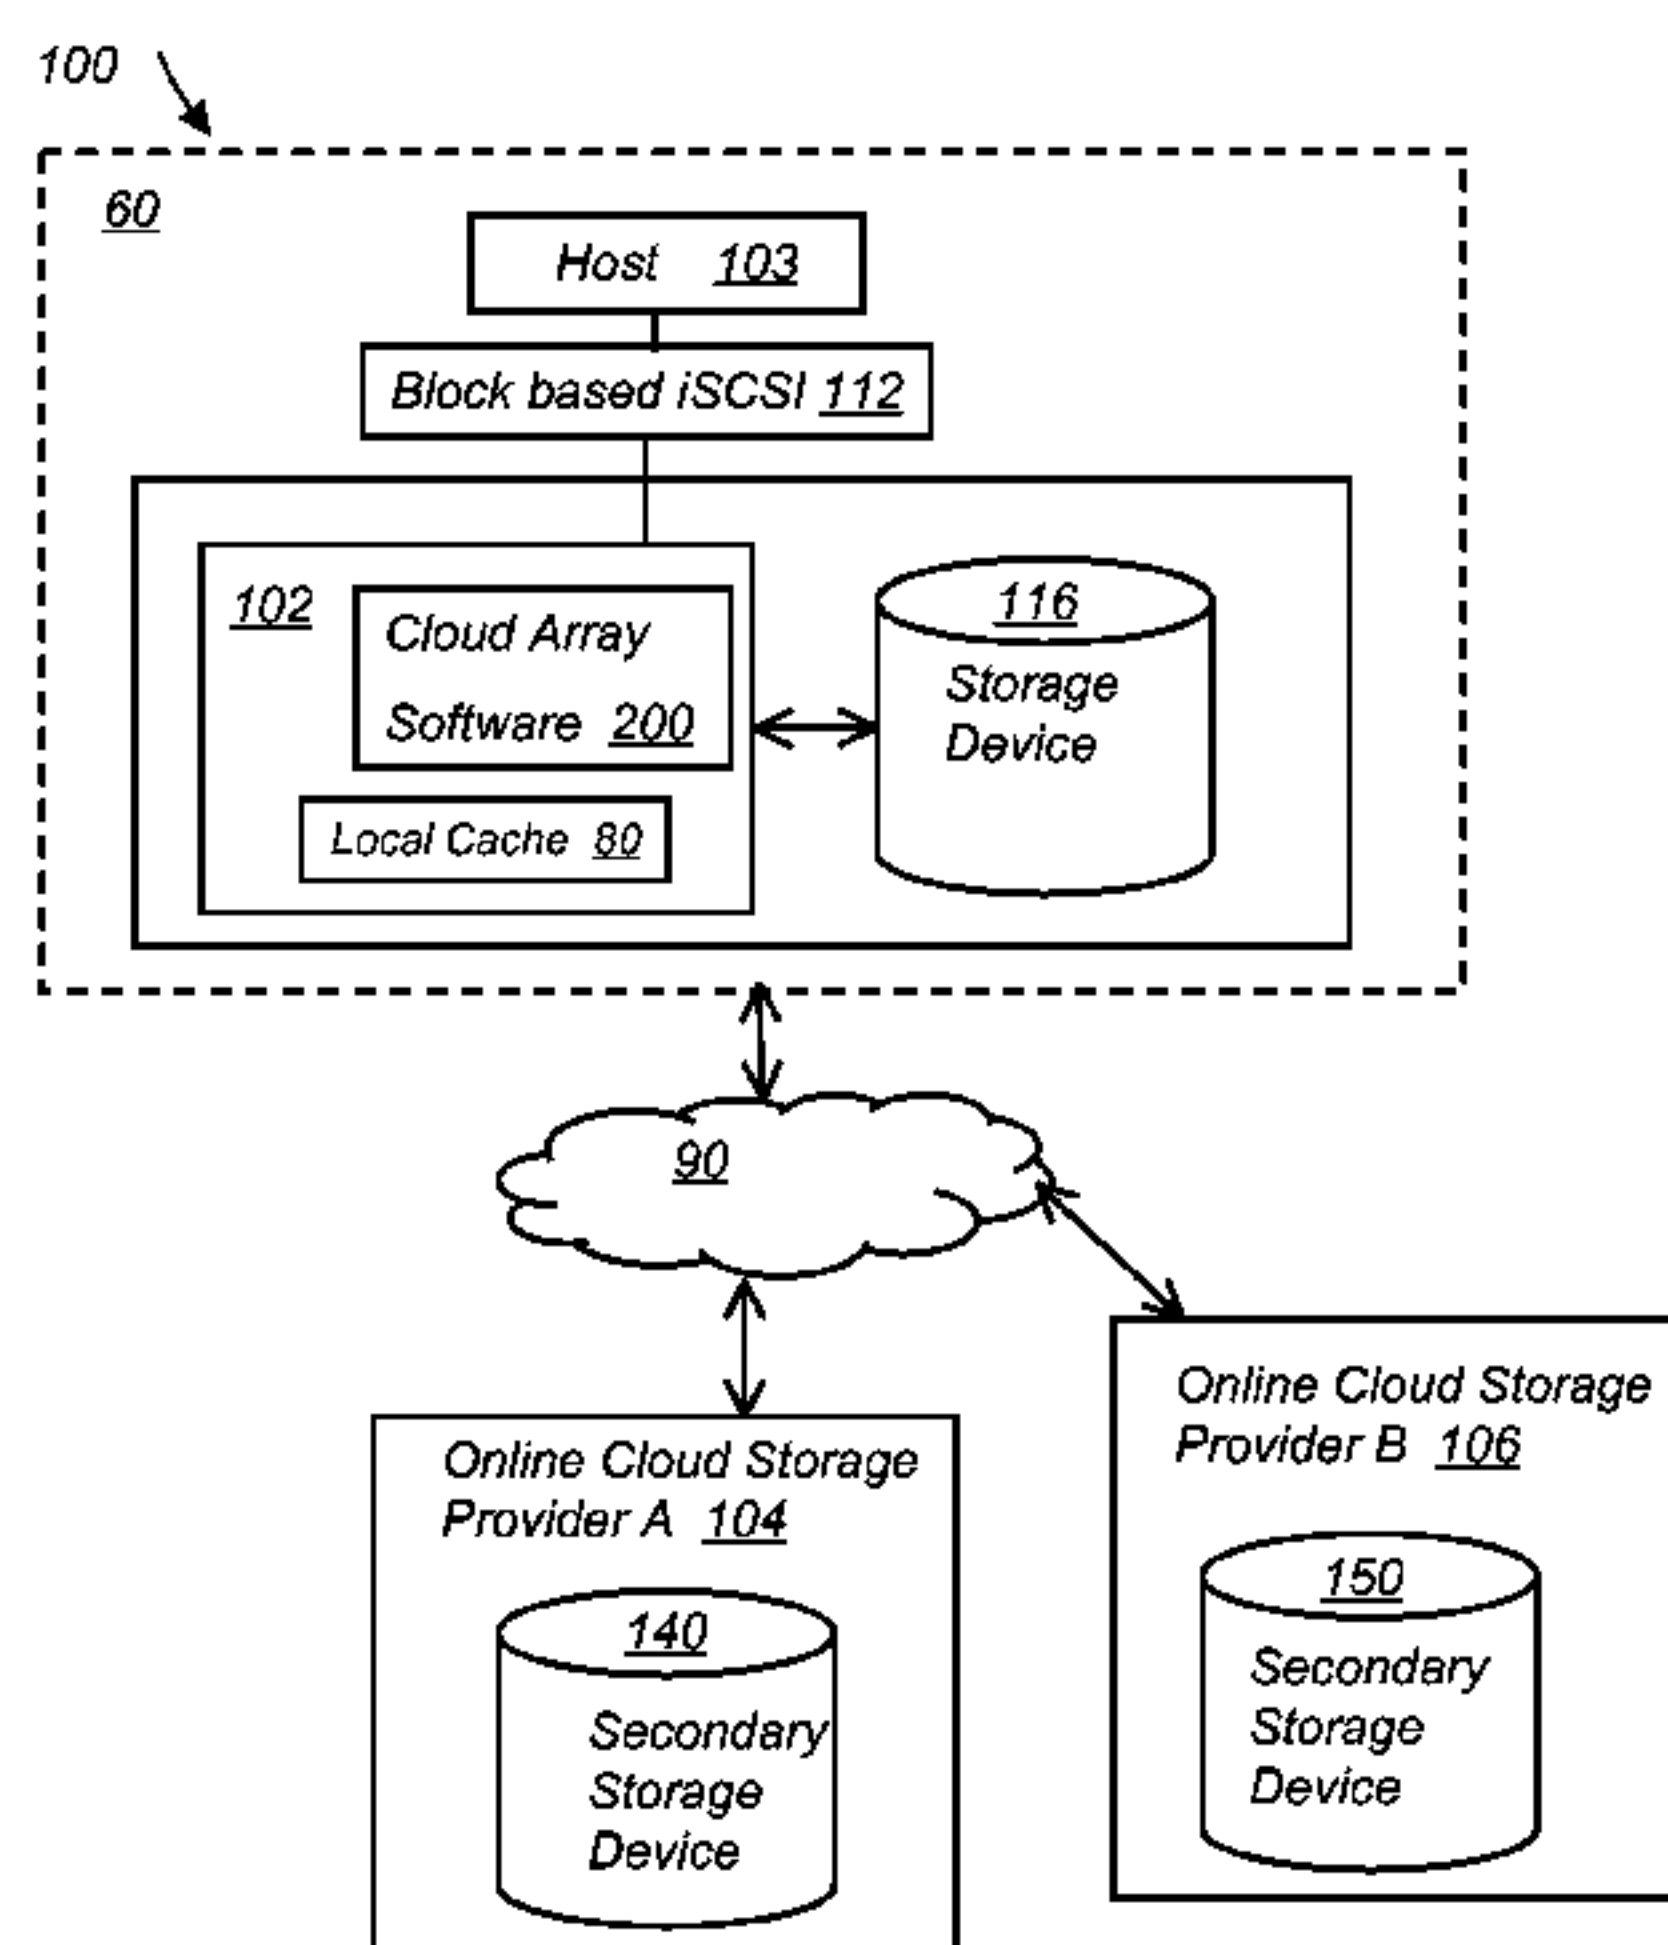 100
60
Host 103
Block based iSCSI 112
102
Cloud Array
Software 200
Local Cache 80
116
Storage
Device
90
Online Cloud Storage
Provider A 104
140
Secondary
Storage
Device
Online Cloud Storage
Provider B 106
150
Secondary
Storage
Device